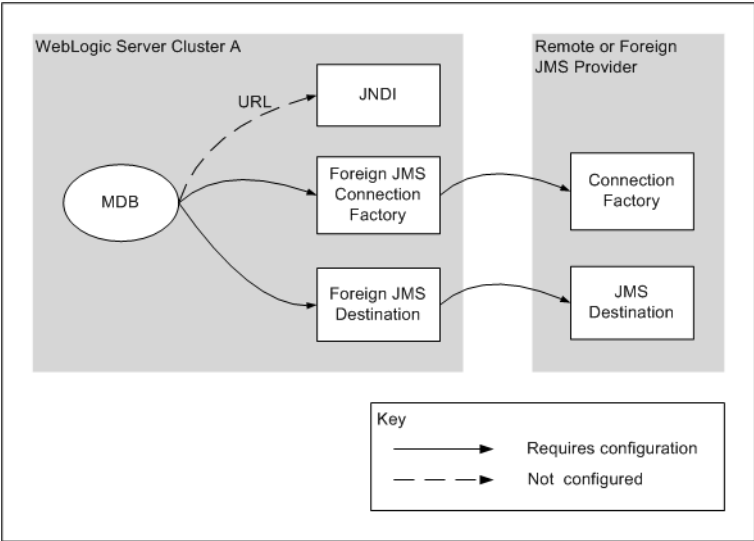 WebLogic Server Cluster A
Remote or Foreign
JMS Provider
URL
JNDI
MDB
Foreign JMS
Connection
Factory
Connection
Factory
Foreign JMS
Destination
JMS
Destination
Key
Requires configuration
Not configured